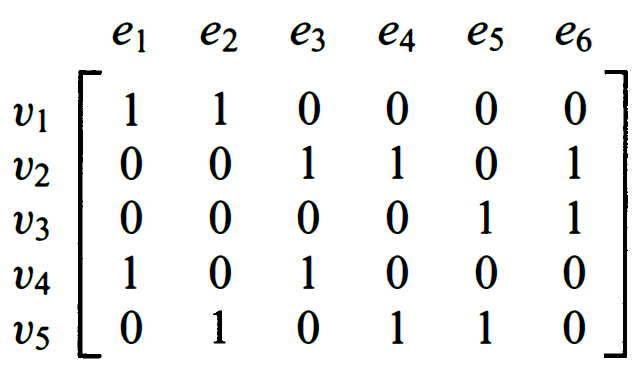 e1 e2 e3 e4 e5 e6
v1 1 1 0 0 0 0
v2 0 0 1 1 0 1
v3 0 0 0 0 1 1
v4 1 0 1 0 0 0
v5 0 1 0 1 1 0